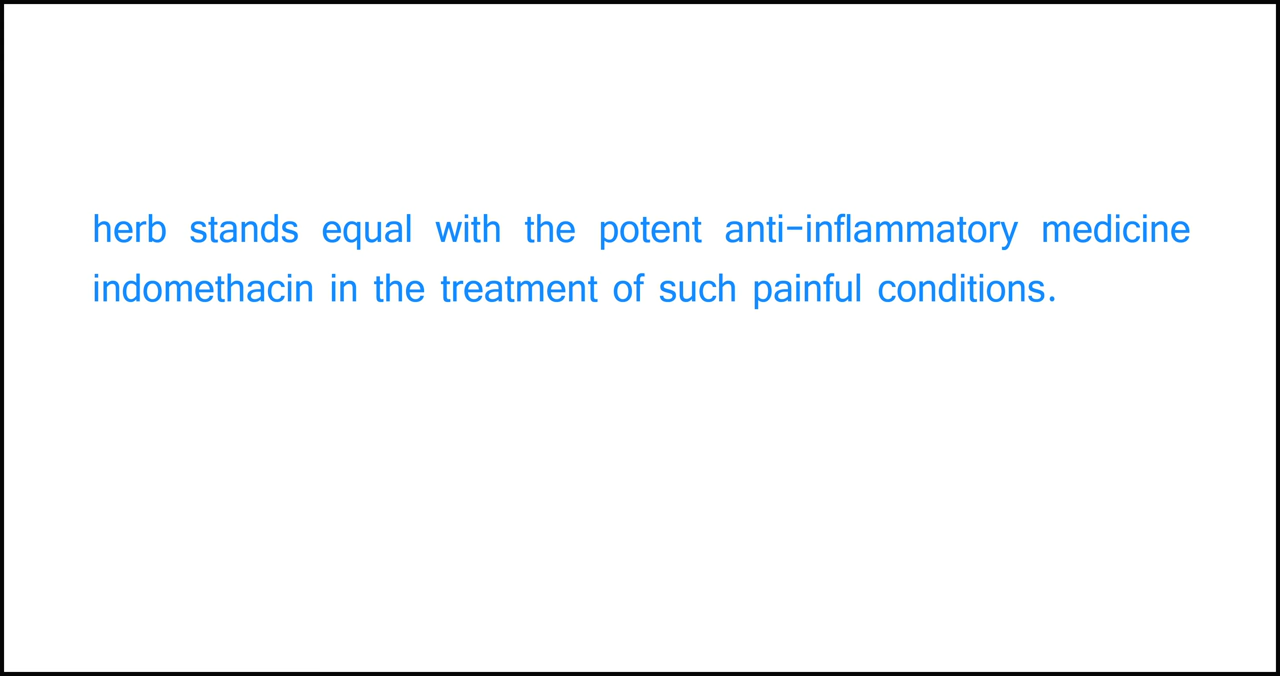 herb stands equal with the potent anti-inflammatory medicine
indomethacin in the treatment of such painful conditions.